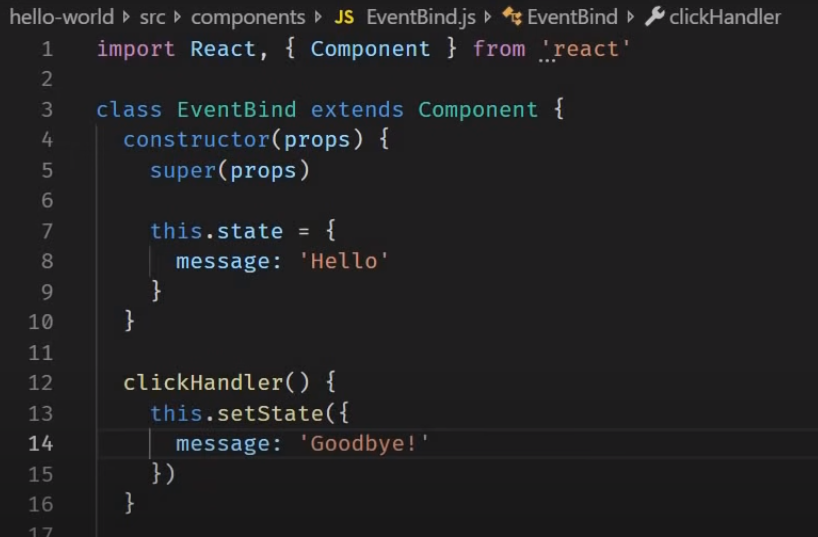 hello-world > src > components > JS EventBind.js > EventBind > clickHandler
1 import React, { Component } from 'react'
2
3 class EventBind extends Component {
4 constructor(props) {
5 super(props)
6
7 this.state = {
8 message: 'Hello'
9 }
10 }
11
12 clickHandler() {
13 this.setState({
14 message: 'Goodbye!'
15 })
16 }
17